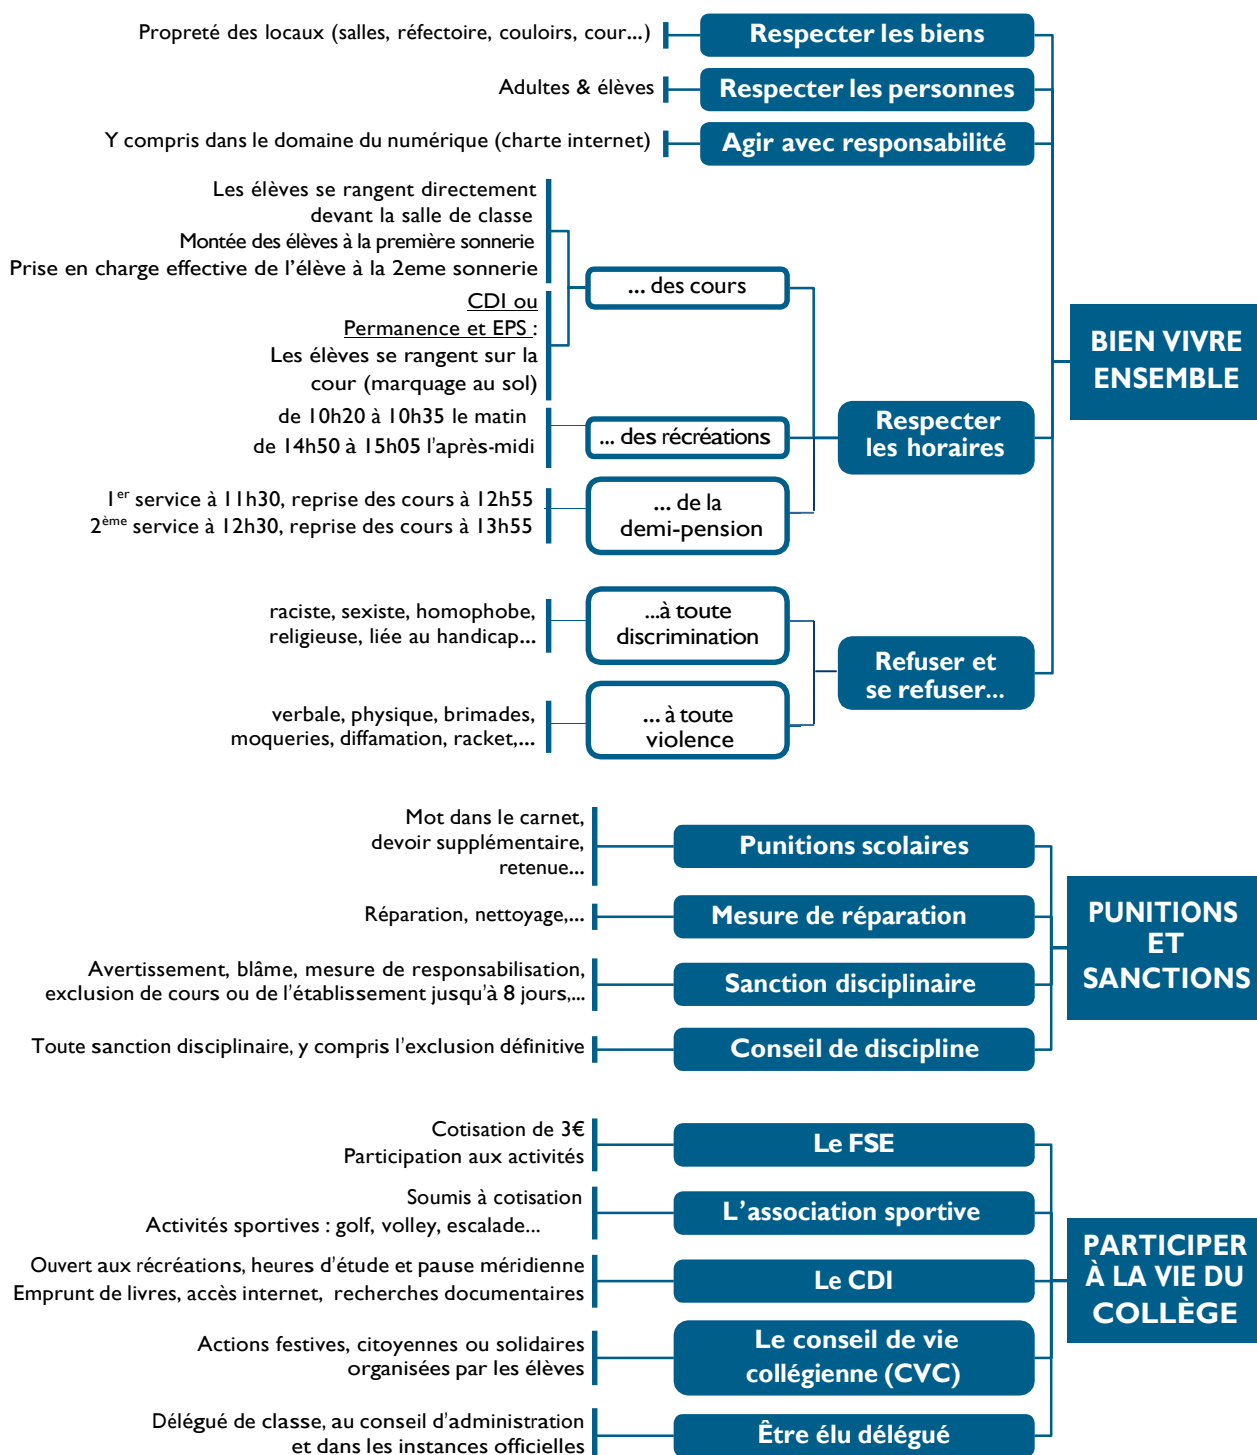 Propreté des locaux (salles, réfectoire, couloirs, cour...)
Respecter les biens
Adultes & élèves
Respecter les personnes
Y compris dans le domaine du numérique (charte internet)
Agir avec responsabilité
Les élèves se rangent directement
devant la salle de classe
Montée des élèves à la première sonnerie
Prise en charge effective de l'élève à la 2eme sonnerie
... des cours
CDI ou
Permanence et EPS :
Les élèves se rangent sur la
cour (marquage au sol)
BIEN VIVRE
ENSEMBLE
de 10h20 à 10h35 le matin
de 14h50 à 15h05 l'après-midi
... des récréations
Respecter
les horaires
1er service à 11h30, reprise des cours à 12h55
2ème service à 12h30, reprise des cours à 13h55
... de la
demi-pension
raciste, sexiste, homophobe,
religieuse, liée au handicap...
...à toute
discrimination
Refuser et
se refuser...
verbale, physique, brimades,
moqueries, diffamation, racket,...
... à toute
violence
Mot dans le carnet,
devoir supplémentaire,
retenue...
Punitions scolaires
Réparation, nettoyage,...
Mesure de réparation
PUNITIONS
ET
SANCTIONS
Avertissement, blâme, mesure de responsabilisation,
exclusion de cours ou de l'établissement jusqu'à 8 jours,...
Sanction disciplinaire
Toute sanction disciplinaire, y compris l'exclusion définitive
Conseil de discipline
Cotisation de 3€
Participation aux activités
Le FSE
Soumis à cotisation
Activités sportives : golf, volley, escalade...
L'association sportive
Ouvert aux récréations, heures d'étude et pause méridienne
Emprunt de livres, accès internet, recherches documentaires
Le CDI
PARTICIPER
À LA VIE DU
COLLÈGE
Actions festives, citoyennes ou solidaires
organisées par les élèves
Le conseil de vie
collégienne (CVC)
Délégué de classe, au conseil d'administration
et dans les instances officielles
Être élu délégué